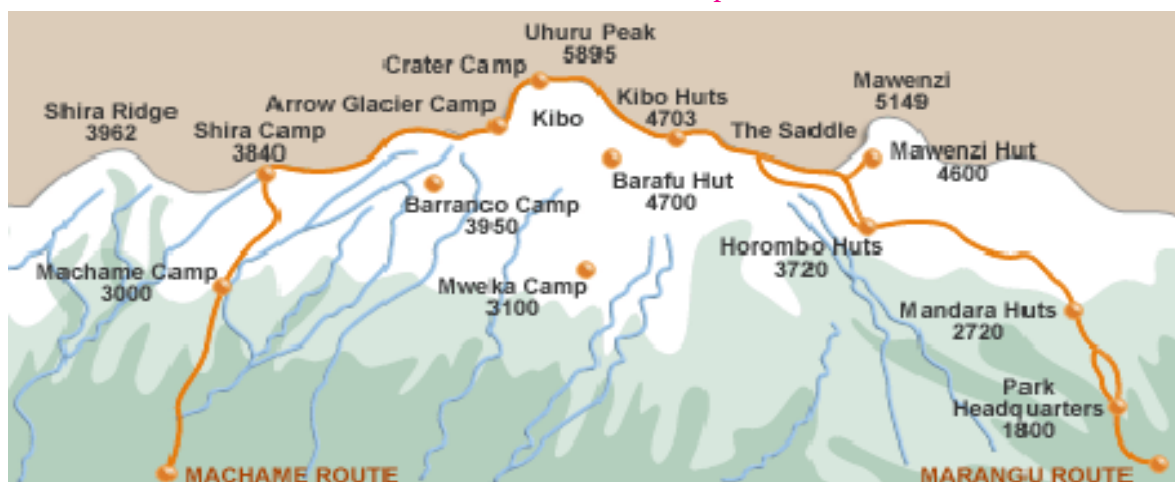 Uhuru Peak
5895
Crater Camp
Mawenzi
5149
Shira Ridge
3962
Arrow Glacier Camp
Kibo Huts
4703
Kibo
Shira Camp
3840
The Saddle
Mawenzi Hut
4600
Barafu Hut
4700
Barranco Camp
3950
Horombo Huts
3720
Machame Camp
3000
Mweka Camp
3100
Mandara Huts
2720
Park
Headquarters
1800
MACHAME ROUTE
MARANGU ROUTE